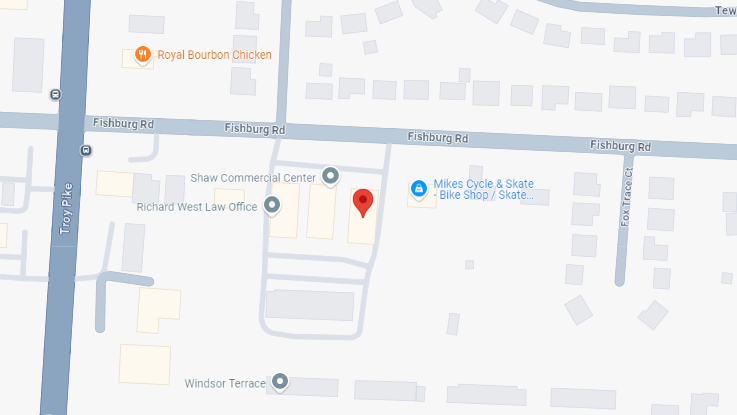 Tew
Royal Bourbon Chicken
Fishburg Rd
Fishburg Rd
Fishburg Rd
Fishburg Rd
Shaw Commercial Center
Mikes Cycle & Skate
- Bike Shop / Skate...
Richard West Law Office
Troy Pike
Fox Trace Ct
Windsor Terrace